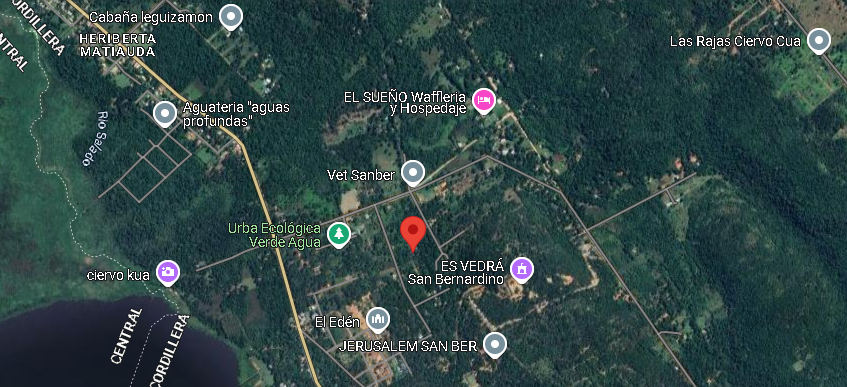 CORDILLERA
CENTRAL
Cabaña leguizamon
HERIBERTA
MATIAUDA
Las Rajas Ciervo Cua
EL SUEÑO Waffleria
y Hospedaje
Aguateria "aguas
profundas"
Río Salado
Vet Sanber
Urba Ecológica
Verde Agua
ES VEDRÁ
San Bernardino
ciervo kua
El Edén
JERUSALEM SAN BER
CENTRAL
CORDILLERA